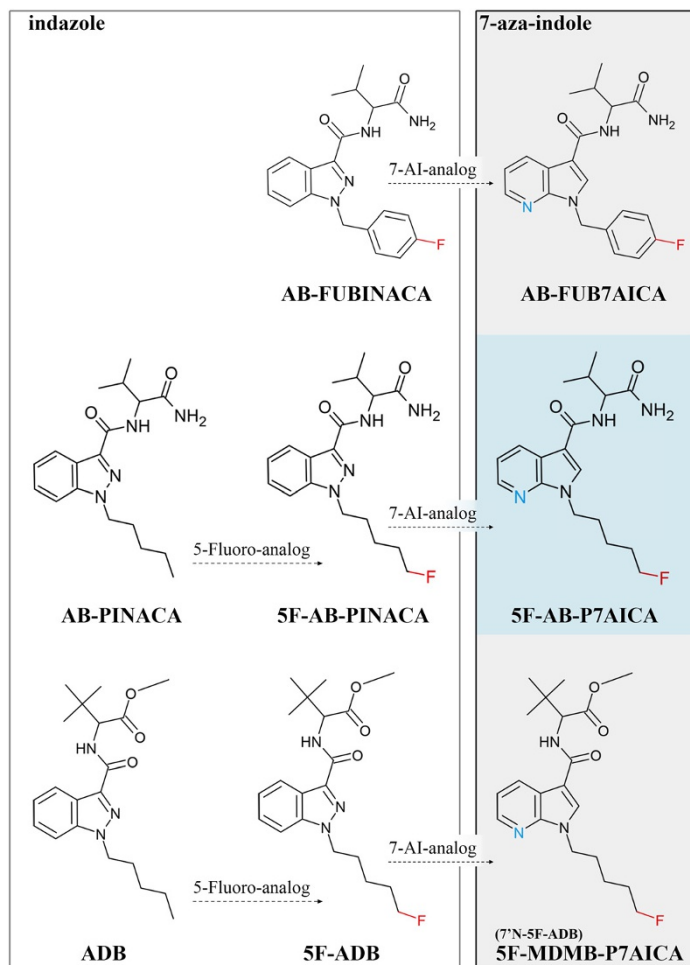 indazole
7-aza-indole
O
O
NH2
N
H
N
N
F
AB-FUBINACA
7-AI-analog
O
O
NH2
NH
N
N
F
AB-FUB7AICA
O
O
NH
NH2
N
N
AB-PINACA
5-Fluoro-analog
O
O
NH
NH2
N
N
F
5F-AB-PINACA
7-AI-analog
O
O
NH
NH2
N
N
F
5F-AB-P7AICA
O
O
HN
O
N
N
ADB
5-Fluoro-analog
O
O
HN
O
N
N
F
5F-ADB
7-AI-analog
O
O
HN
O
N
N
F
(7'N-5F-ADB)
5F-MDMB-P7AICA